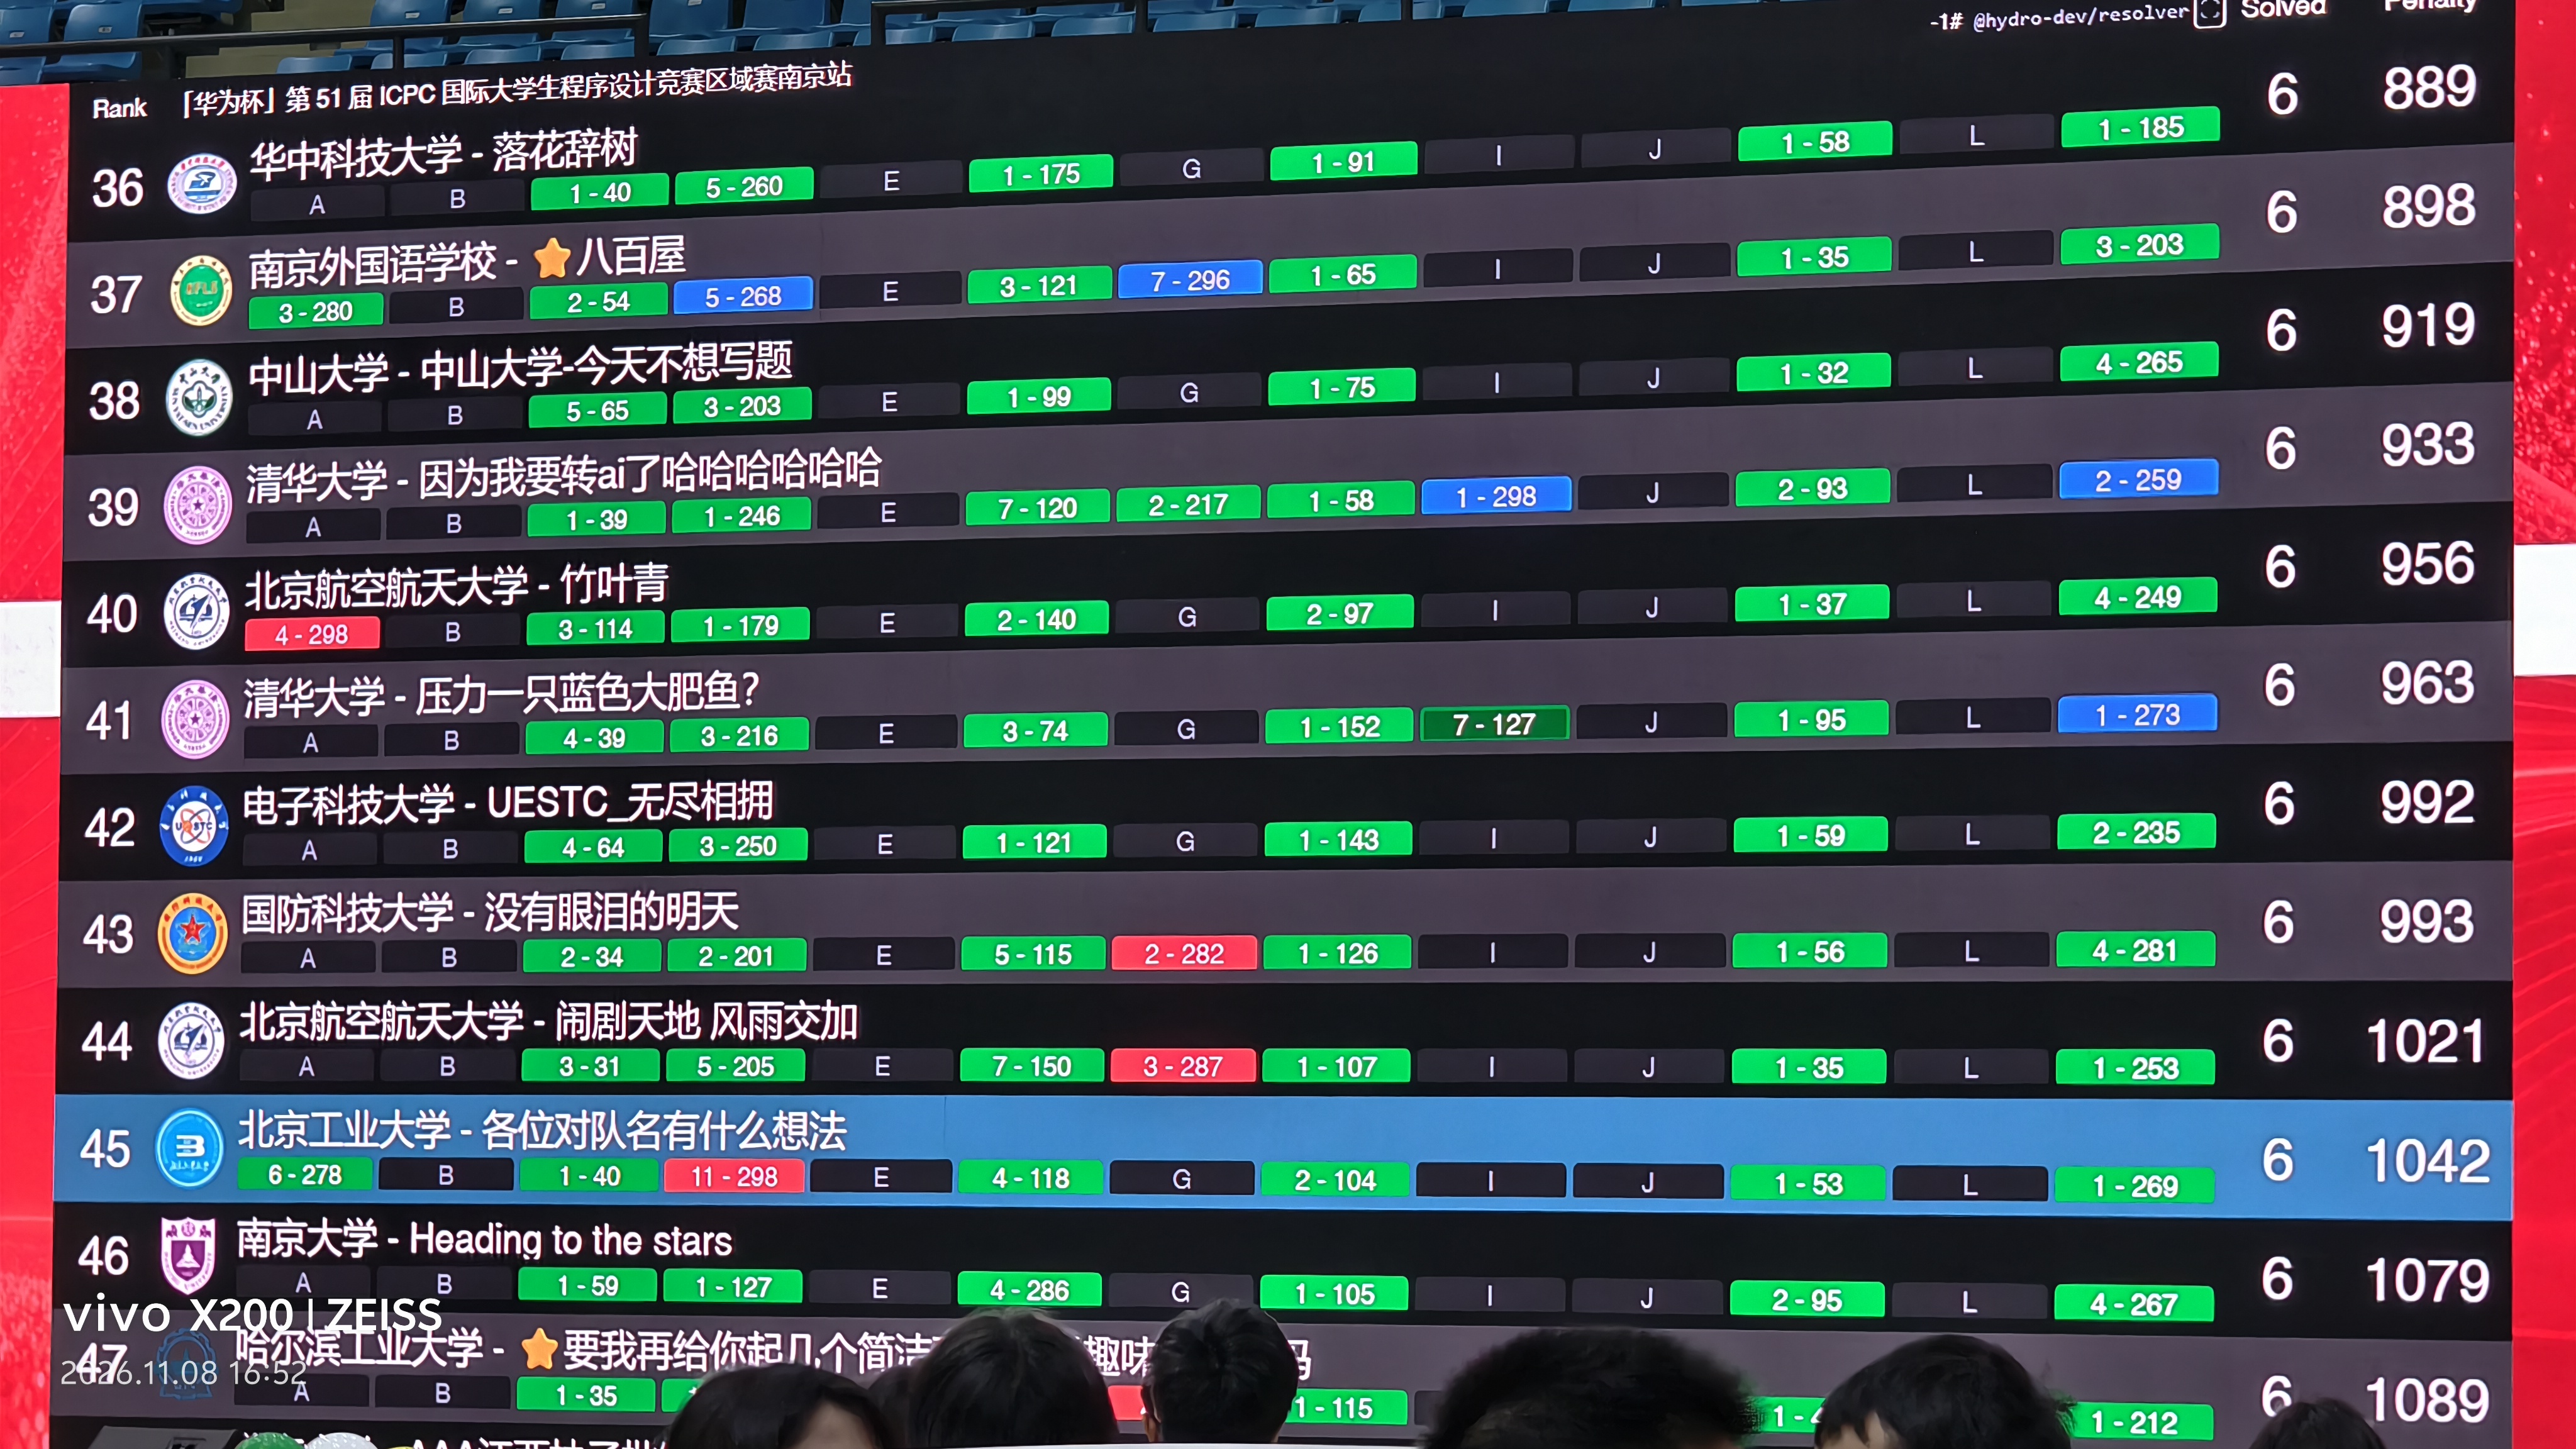 -1# @hydro-dev/resolver Solved Penalty
Rank 「华为杯」第 51 届 ICPC 国际大学生程序设计竞赛区域赛南京站
36 华中科技大学 - 落花辞树 6 889
A B 1 - 40 5 - 260 E 1 - 175 G 1 - 91 I J 1 - 58 L 1 - 185
37 南京外国语学校 - ⭐八百屋 6 898
3 - 280 B 2 - 54 5 - 268 E 3 - 121 7 - 296 1 - 65 I J 1 - 35 L 3 - 203
38 中山大学 - 中山大学-今天不想写题 6 919
A B 5 - 65 3 - 203 E 1 - 99 G 1 - 75 I J 1 - 32 L 4 - 265
39 清华大学 - 因为我要转ai了哈哈哈哈哈哈 6 933
A B 1 - 39 1 - 246 E 7 - 120 2 - 217 1 - 58 1 - 298 J 2 - 93 L 2 - 259
40 北京航空航天大学 - 竹叶青 6 956
4 - 298 B 3 - 114 1 - 179 E 2 - 140 G 2 - 97 I J 1 - 37 L 4 - 249
41 清华大学 - 压力一只蓝色大肥鱼? 6 963
A B 4 - 39 3 - 216 E 3 - 74 G 1 - 152 7 - 127 J 1 - 95 L 1 - 273
42 电子科技大学 - UESTC_无尽相拥 6 992
A B 4 - 64 3 - 250 E 1 - 121 G 1 - 143 I J 1 - 59 L 2 - 235
43 国防科技大学 - 没有眼泪的明天 6 993
A B 2 - 34 2 - 201 E 5 - 115 2 - 282 1 - 126 I J 1 - 56 L 4 - 281
44 北京航空航天大学 - 闹剧天地 风雨交加 6 1021
A B 3 - 31 5 - 205 E 7 - 150 3 - 287 1 - 107 I J 1 - 35 L 1 - 253
45 北京工业大学 - 各位对队名有什么想法 6 1042
6 - 278 B 1 - 40 11 - 298 E 4 - 118 G 2 - 104 I J 1 - 53 L 1 - 269
46 南京大学 - Heading to the stars 6 1079
A B 1 - 59 1 - 127 E 4 - 286 G 1 - 105 I J 2 - 95 L 4 - 267
vivo X200 | ZEISS
47 哈尔滨工业大学 - ⭐要我再给你起几个简洁 趣味 吗 6 1089
2026.11.08 16:52
A B 1 - 35 1 - 115 1 - 212